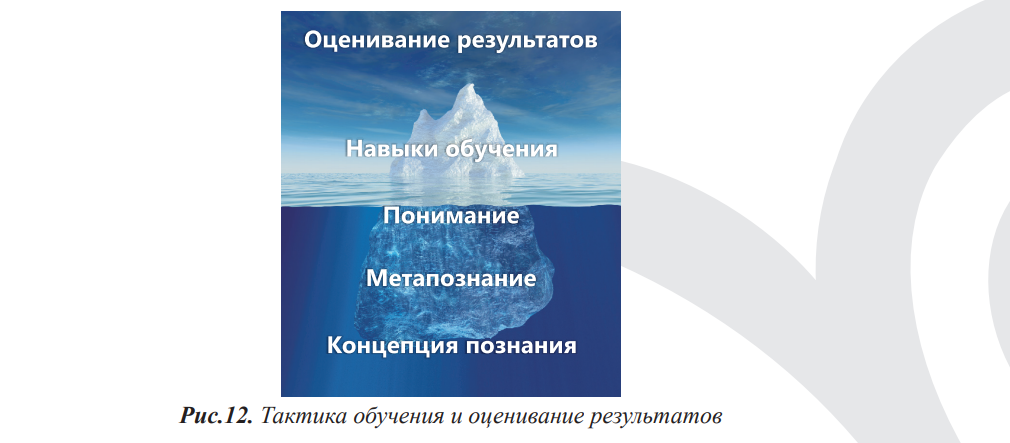 Оценивание результатов
Навыки обучения
Понимание
Метапознание
Концепция познания
Рис.12. Тактика обучения и оценивание результатов